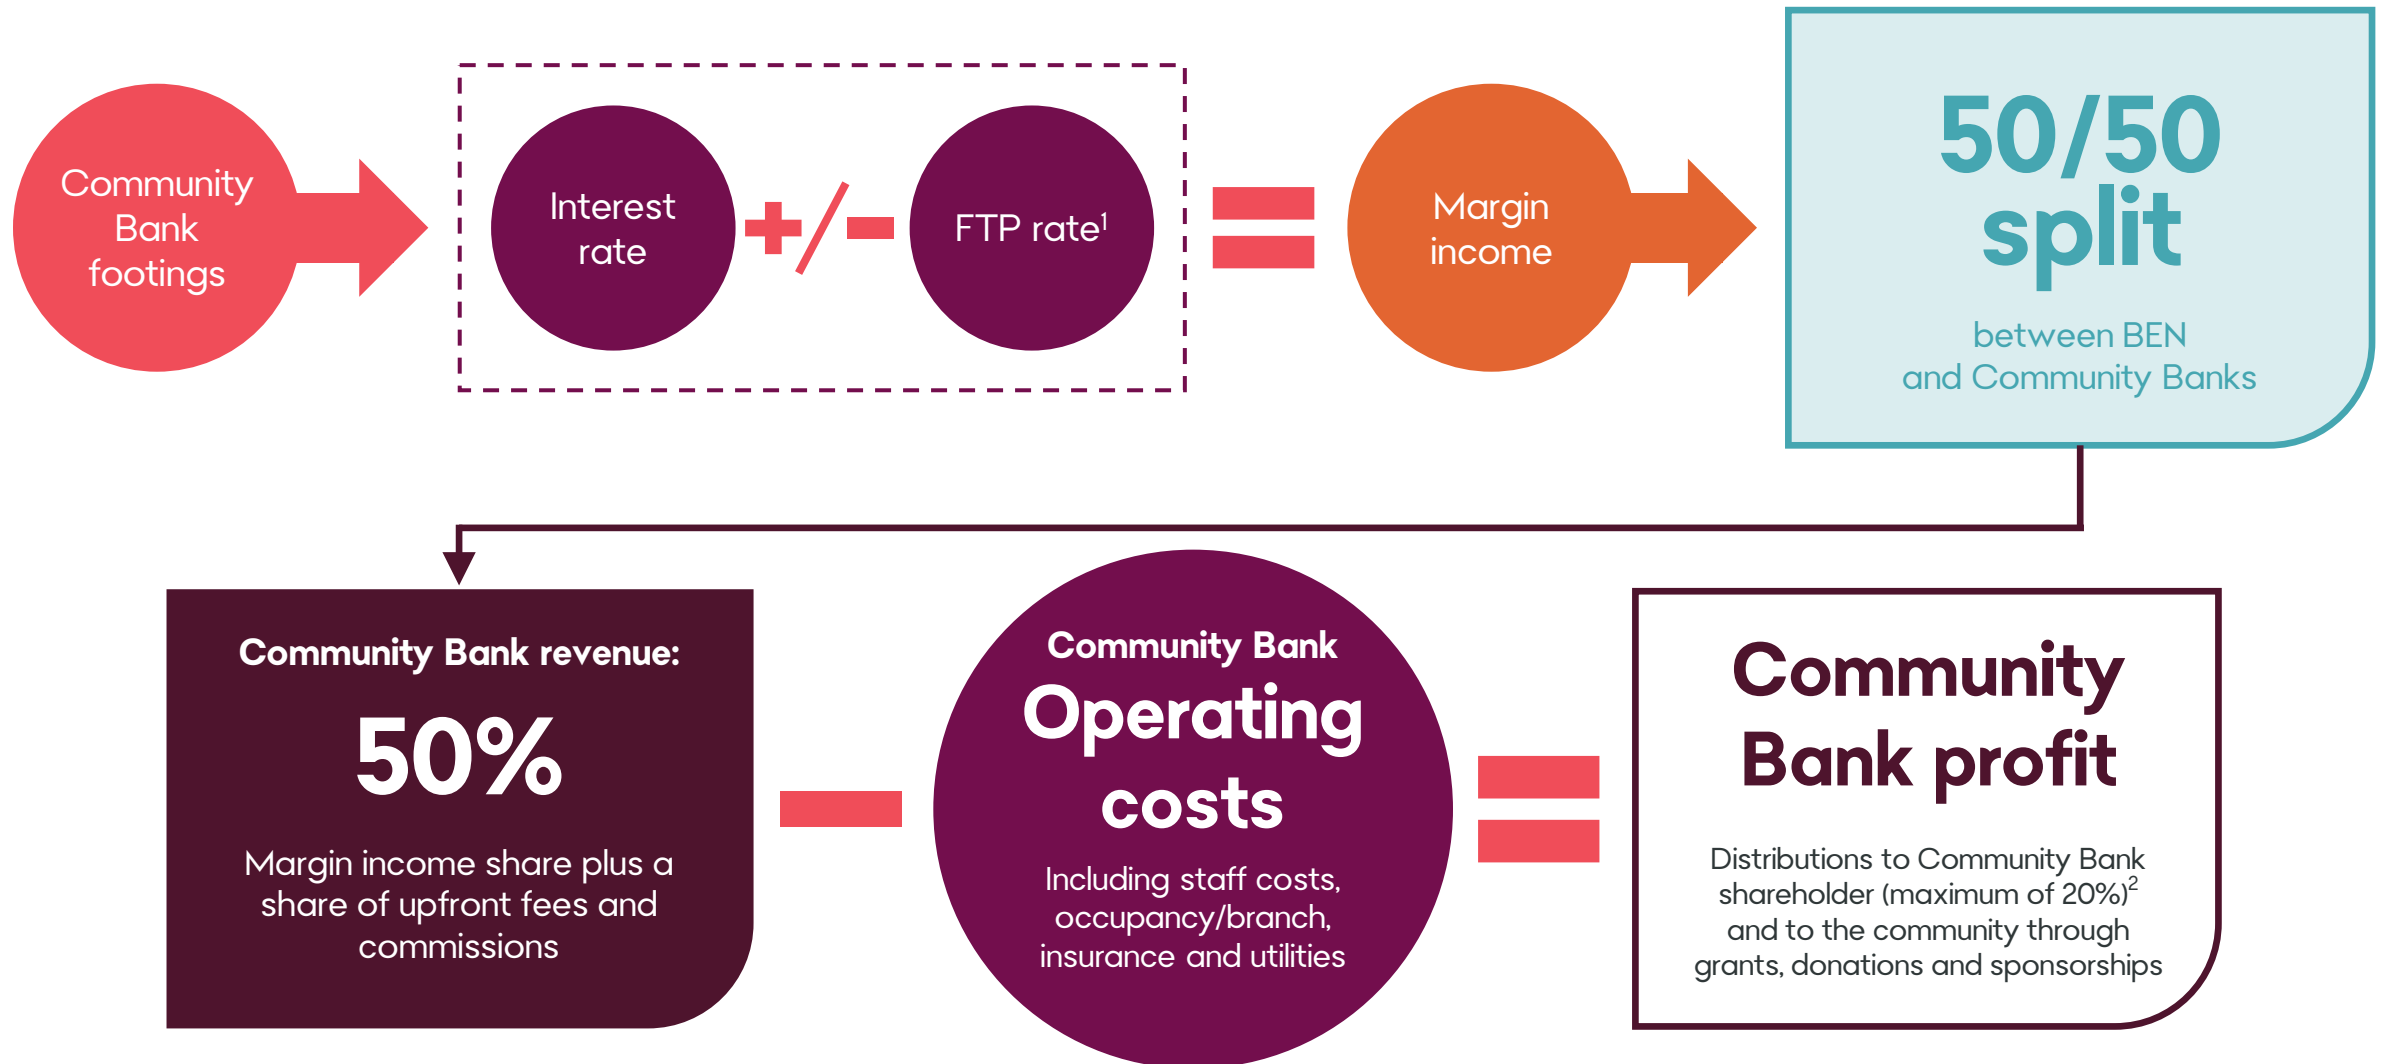 Community
Bank
footings
Interest
rate
+/-
FTP rate¹
=
Margin
income
50/50
split
between BEN
and Community Banks
Community Bank revenue:
50%
Margin income share plus a
share of upfront fees and
commissions
-
Community Bank
Operating
costs
Including staff costs,
occupancy/branch,
insurance and utilities
=
Community
Bank profit
Distributions to Community Bank
shareholder (maximum of 20%)²
and to the community through
grants, donations and sponsorships